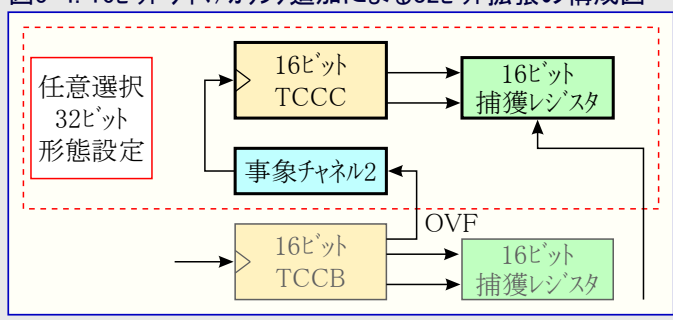 任意選択
32ﾋﾞｯﾄ
形態設定
16ﾋﾞｯﾄ
TCCC
16ﾋﾞｯﾄ
捕獲ﾚｼﾞｽﾀ
事象ﾁｬﾈﾙ2
OVF
16ﾋﾞｯﾄ
TCCB
16ﾋﾞｯﾄ
捕獲ﾚｼﾞｽﾀ